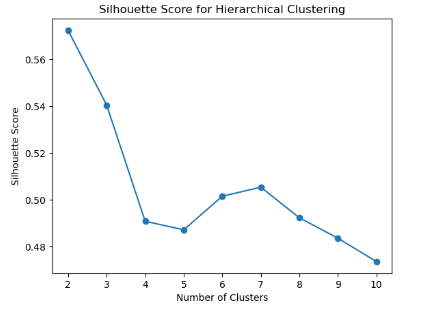 Silhouette Score for Hierarchical Clustering
Silhouette Score
0.56
0.54
0.52
0.50
0.48
2 3 4 5 6 7 8 9 10
Number of Clusters